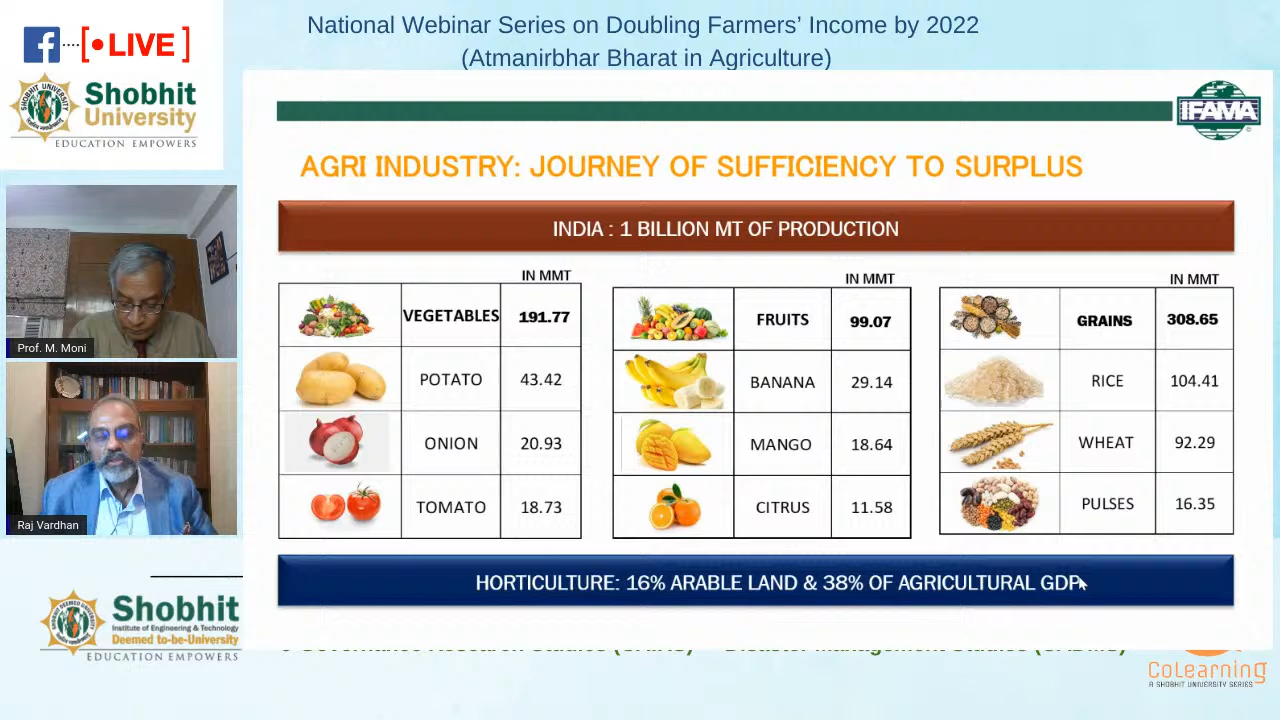 National Webinar Series on Doubling Farmers' Income by 2022
(Atmanirbhar Bharat in Agriculture)
[•LIVE]
SHOBHIT UNIVERSITY
Shobhit
University
EDUCATION EMPOWERS
IFAMA
AGRI INDUSTRY: JOURNEY OF SUFFICIENCY TO SURPLUS
INDIA : 1 BILLION MT OF PRODUCTION
IN MMT
VEGETABLES 191.77
POTATO 43.42
ONION 20.93
TOMATO 18.73
IN MMT
FRUITS 99.07
BANANA 29.14
MANGO 18.64
CITRUS 11.58
IN MMT
GRAINS 308.65
RICE 104.41
WHEAT 92.29
PULSES 16.35
HORTICULTURE: 16% ARABLE LAND & 38% OF AGRICULTURAL GDP
Prof. M. Moni
Raj Vardhan
Shobhit
Institute of Engineering & Technology
Deemed to-be-University
EDUCATION EMPOWERS
CoLearning
A SHOBHIT UNIVERSITY SERIES